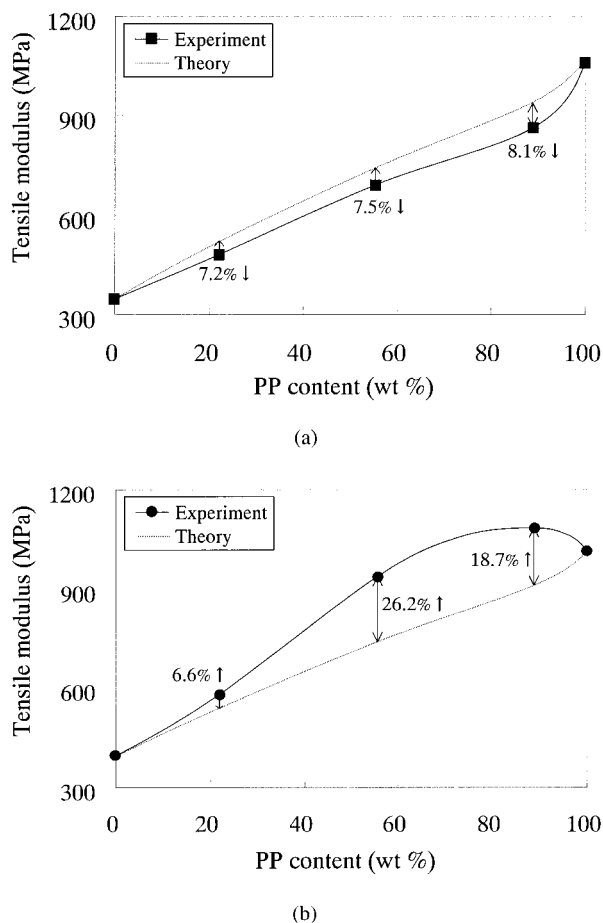 1200
Experiment
Theory
Tensile modulus (MPa)
900
8.1% ↓
7.5% ↓
600
7.2% ↓
300
0 20 40 60 80 100
PP content (wt %)
(a)
1200
Experiment
Theory
Tensile modulus (MPa)
18.7% ↑
900
26.2% ↑
6.6% ↑
600
300
0 20 40 60 80 100
PP content (wt %)
(b)